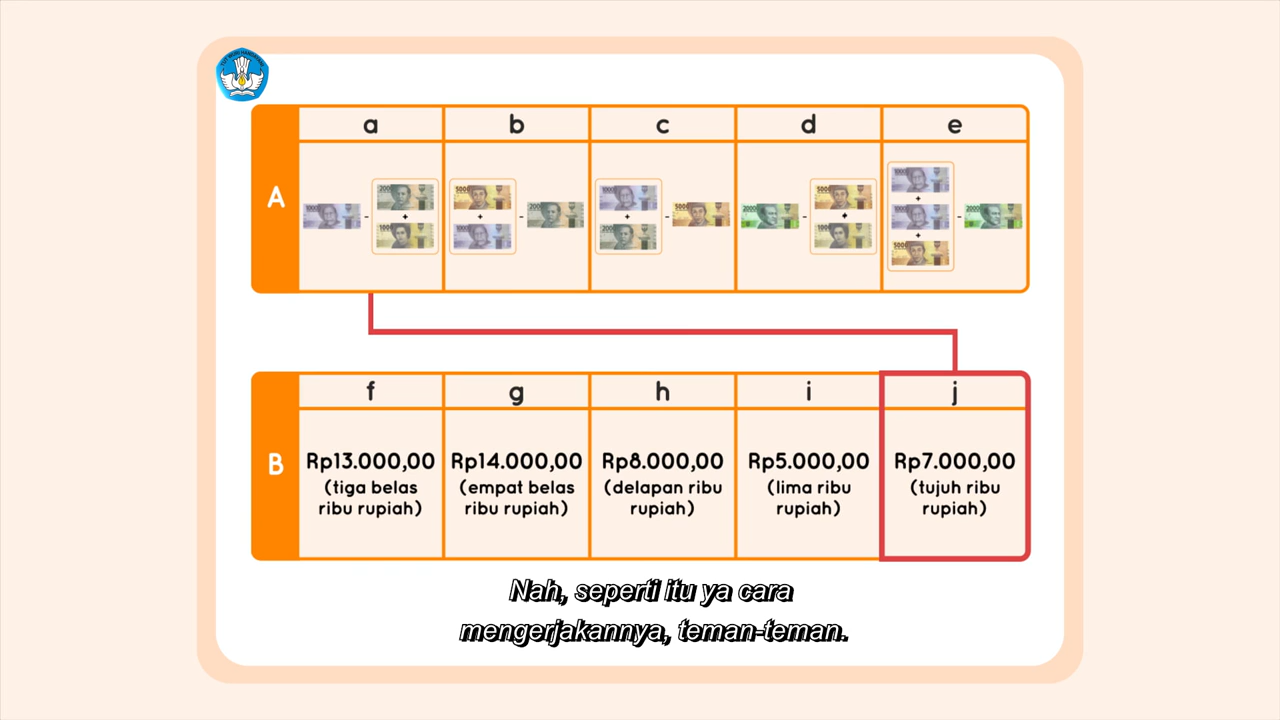 a b c d e
A
f g h i j
B
Rp13.000,00 Rp14.000,00 Rp8.000,00 Rp5.000,00 Rp7.000,00
(tiga belas (empat belas (delapan ribu (lima ribu (tujuh ribu
ribu rupiah) ribu rupiah) rupiah) rupiah) rupiah)
Nah, seperti itu ya cara
mengerjakannya, teman-teman.